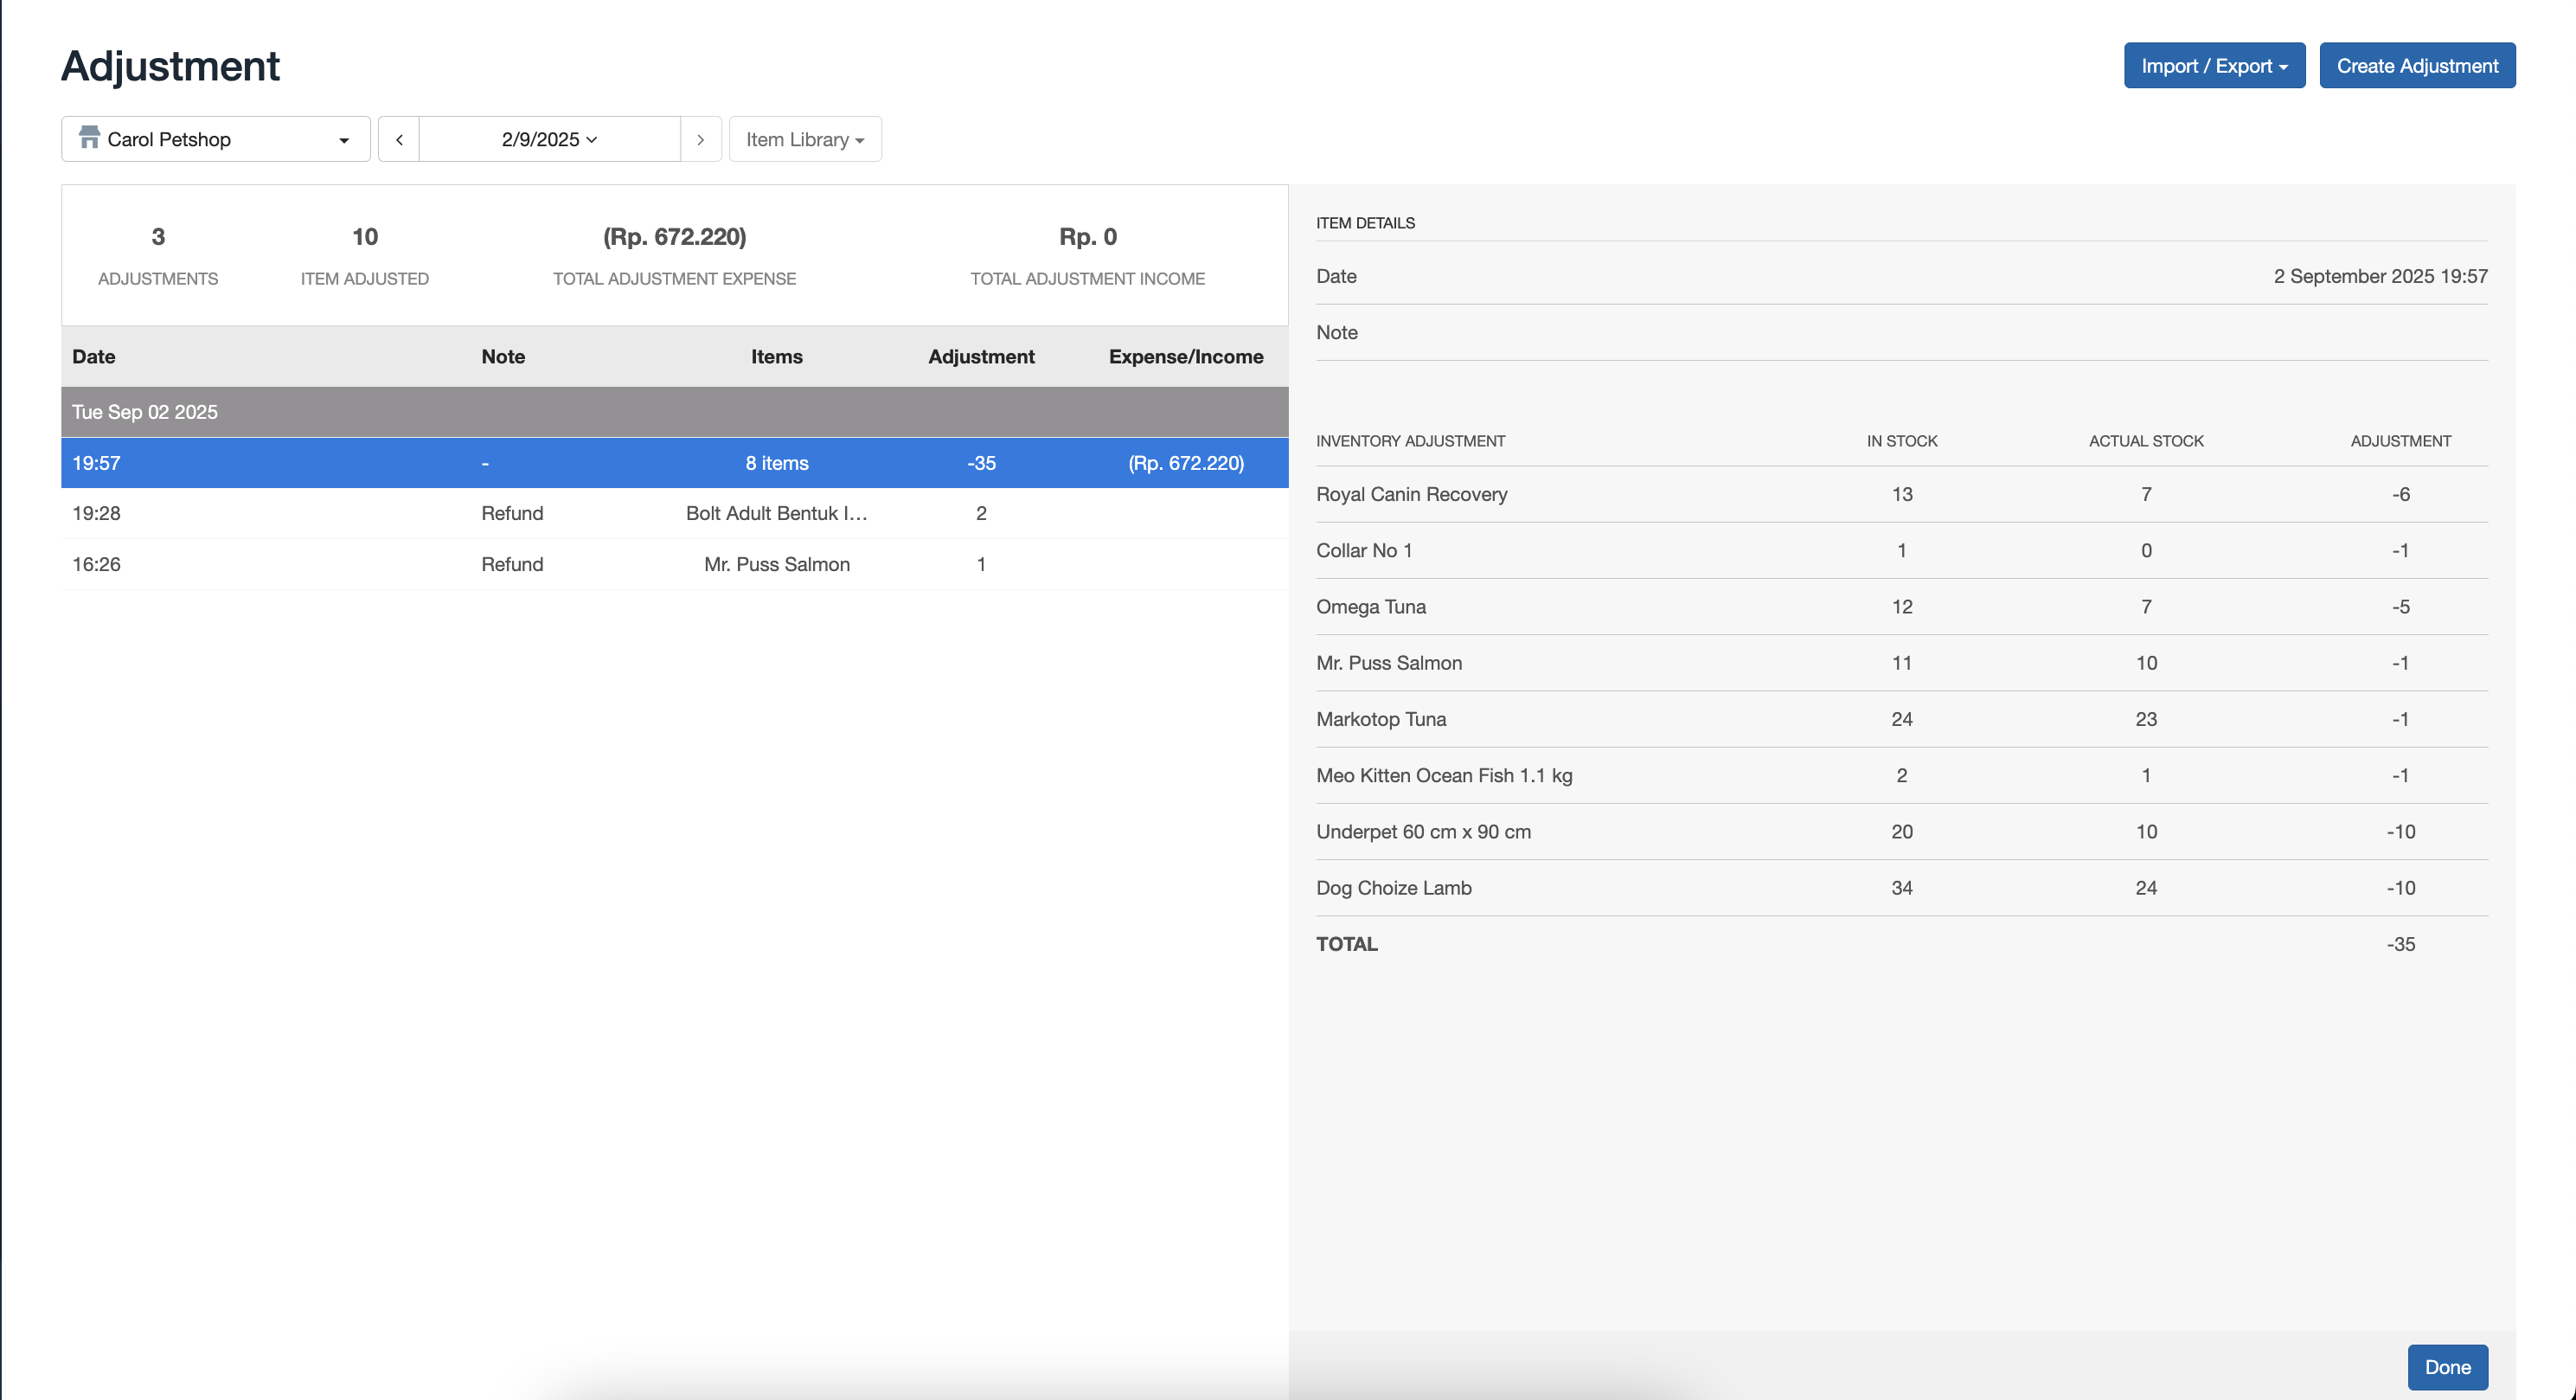 Adjustment
Import / Export
Create Adjustment
Carol Petshop
2/9/2025
Item Library
3
ADJUSTMENTS
10
ITEM ADJUSTED
(Rp. 672.220)
TOTAL ADJUSTMENT EXPENSE
Rp. 0
TOTAL ADJUSTMENT INCOME
Date Note Items Adjustment Expense/Income
Tue Sep 02 2025
19:57 - 8 items -35 (Rp. 672.220)
19:28 Refund Bolt Adult Bentuk I... 2
16:26 Refund Mr. Puss Salmon 1
ITEM DETAILS
Date 2 September 2025 19:57
Note
INVENTORY ADJUSTMENT IN STOCK ACTUAL STOCK ADJUSTMENT
Royal Canin Recovery 13 7 -6
Collar No 1 1 0 -1
Omega Tuna 12 7 -5
Mr. Puss Salmon 11 10 -1
Markotop Tuna 24 23 -1
Meo Kitten Ocean Fish 1.1 kg 2 1 -1
Underpet 60 cm x 90 cm 20 10 -10
Dog Choize Lamb 34 24 -10
TOTAL -35
Done